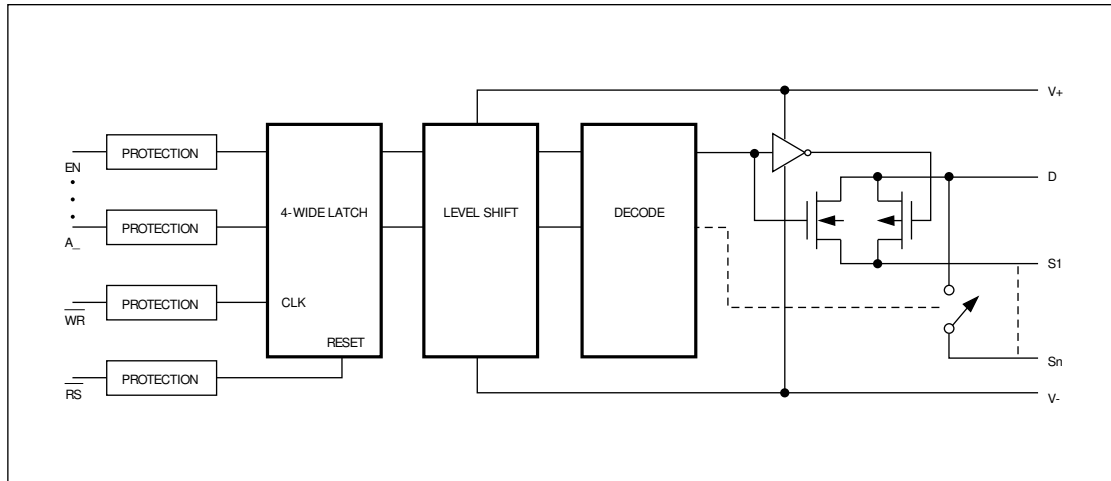 V+
EN
PROTECTION
4-WIDE LATCH
LEVEL SHIFT
DECODE
D
A_
PROTECTION
S1
WR
PROTECTION
CLK
RESET
Sn
RS
PROTECTION
V-